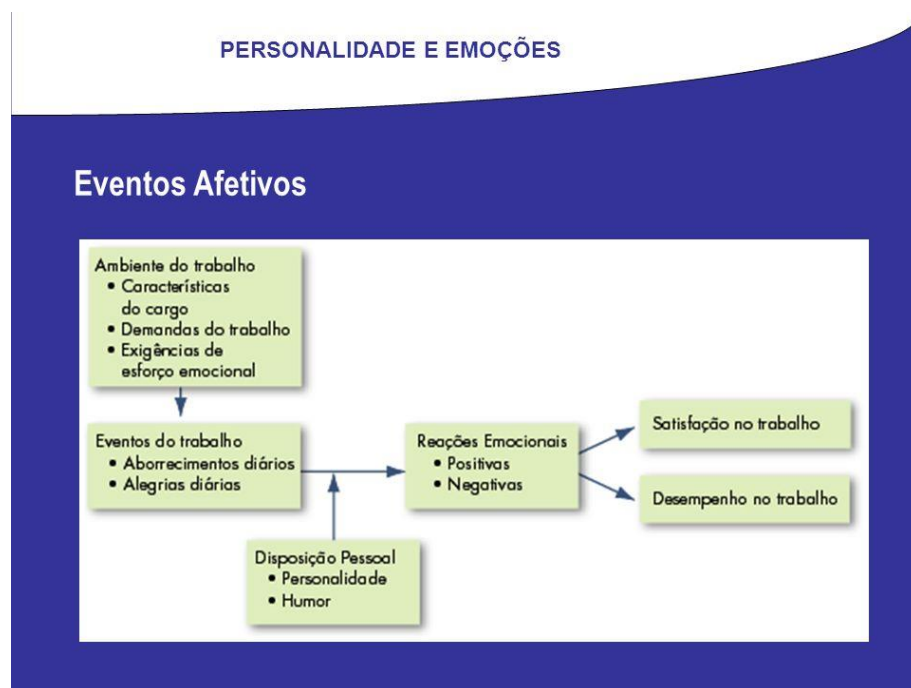 PERSONALIDADE E EMOÇÕES
Eventos Afetivos
Ambiente do trabalho
• Características
do cargo
• Demandas do trabalho
• Exigências de
esforço emocional
Eventos do trabalho
• Aborrecimentos diários
• Alegrias diárias
Disposição Pessoal
• Personalidade
• Humor
Reações Emocionais
• Positivas
• Negativas
Satisfação no trabalho
Desempenho no trabalho